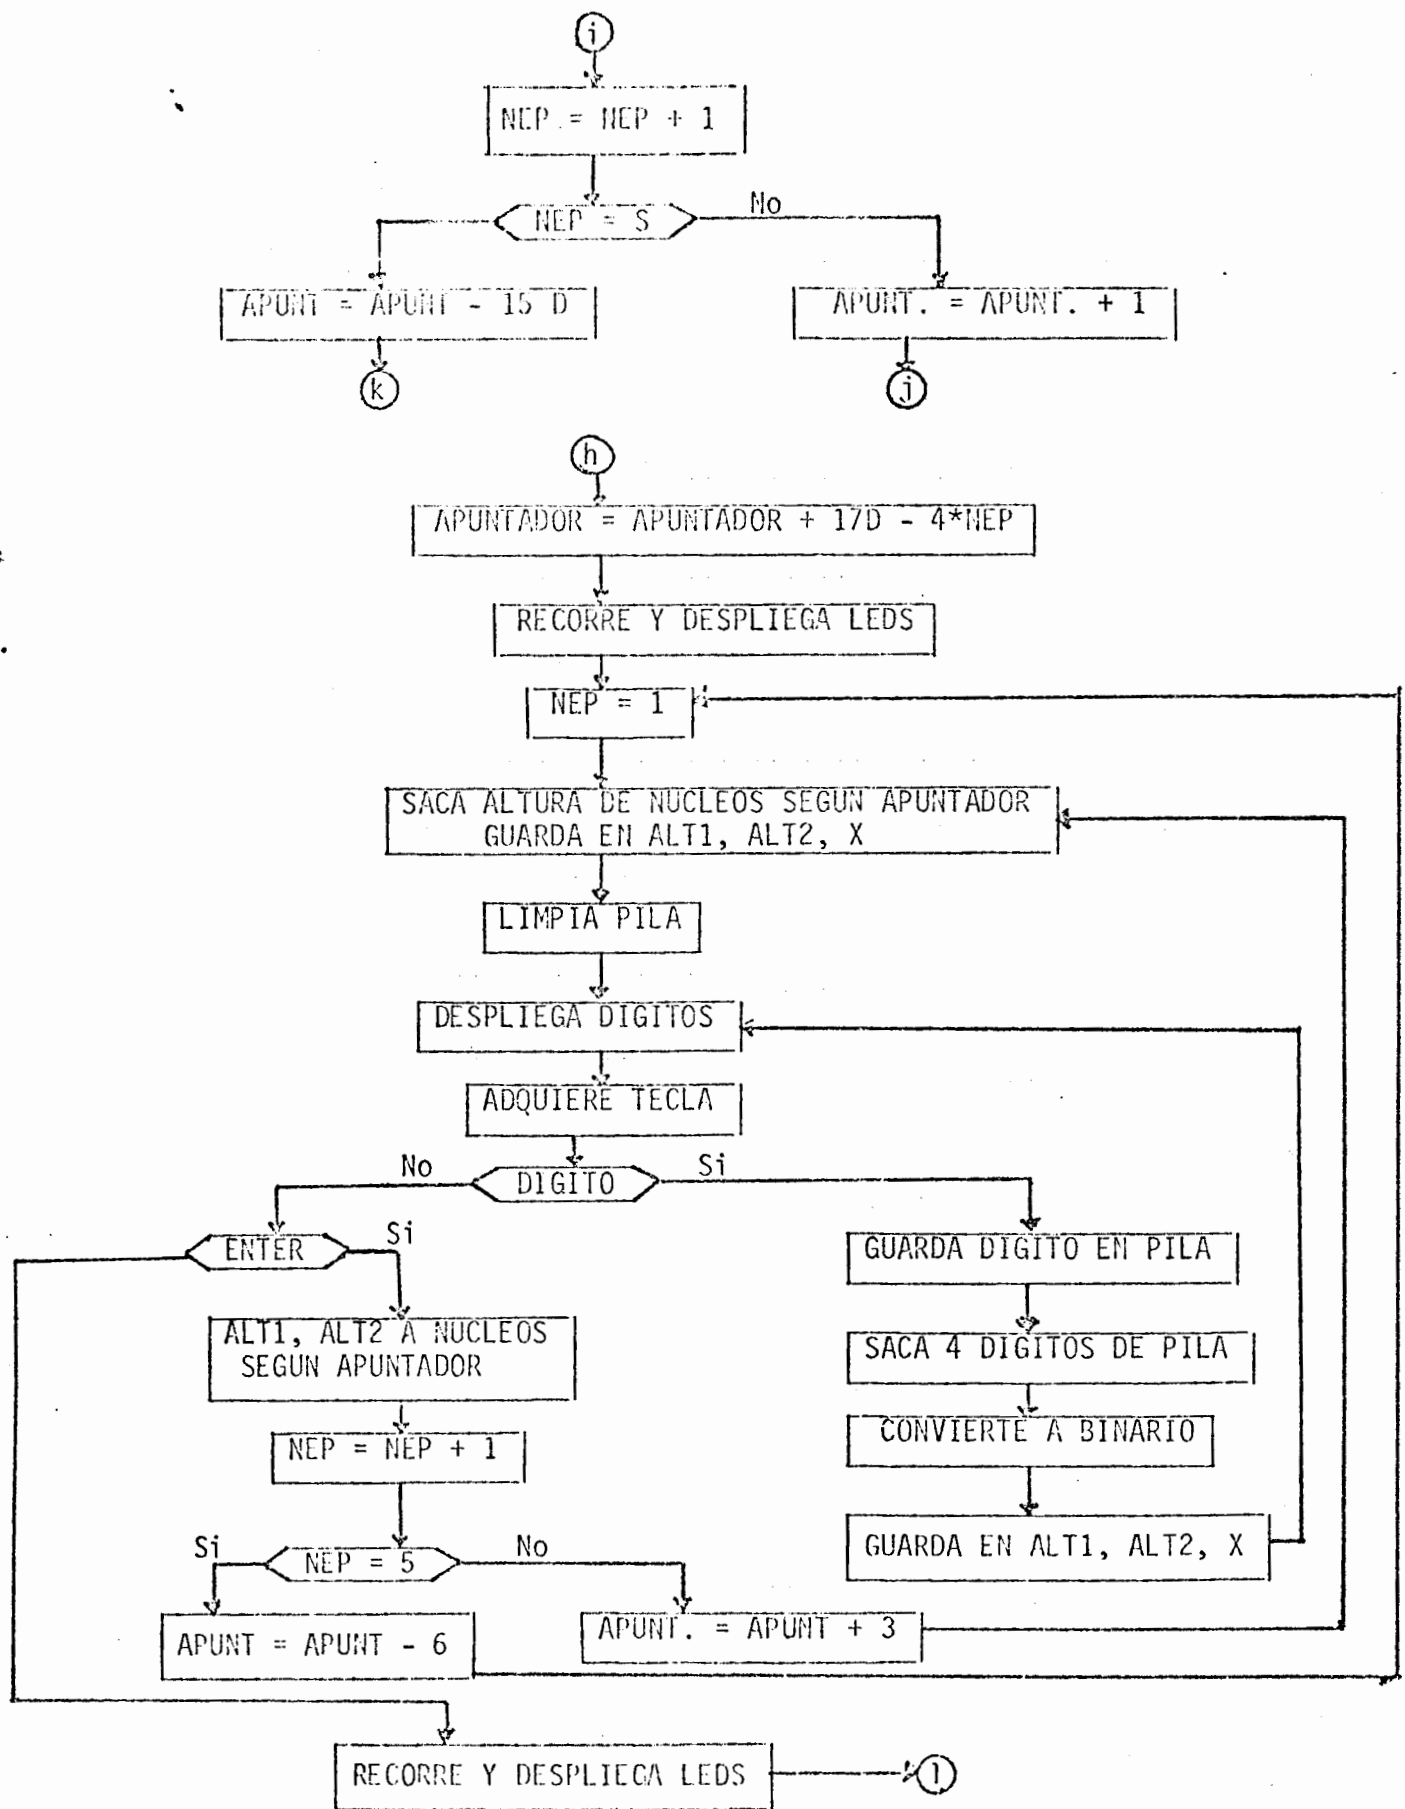 i
NEP = NEP + 1
NEP = S
No
APUNT = APUNT - 15 D
APUNT. = APUNT. + 1
k
j
h
APUNTADOR = APUNTADOR + 17D - 4*NEP
RECORRE Y DESPLIEGA LEDS
NEP = 1
SACA ALTURA DE NUCLEOS SEGUN APUNTADOR
GUARDA EN ALT1, ALT2, X
LIMPIA PILA
DESPLIEGA DIGITOS
ADQUIERE TECLA
No
DIGITO
Si
ENTER
Si
GUARDA DIGITO EN PILA
ALT1, ALT2 A NUCLEOS
SEGUN APUNTADOR
SACA 4 DIGITOS DE PILA
CONVIERTE A BINARIO
NEP = NEP + 1
GUARDA EN ALT1, ALT2, X
Si
NEP = 5
No
APUNT = APUNT - 6
APUNT. = APUNT + 3
RECORRE Y DESPLIEGA LEDS
l